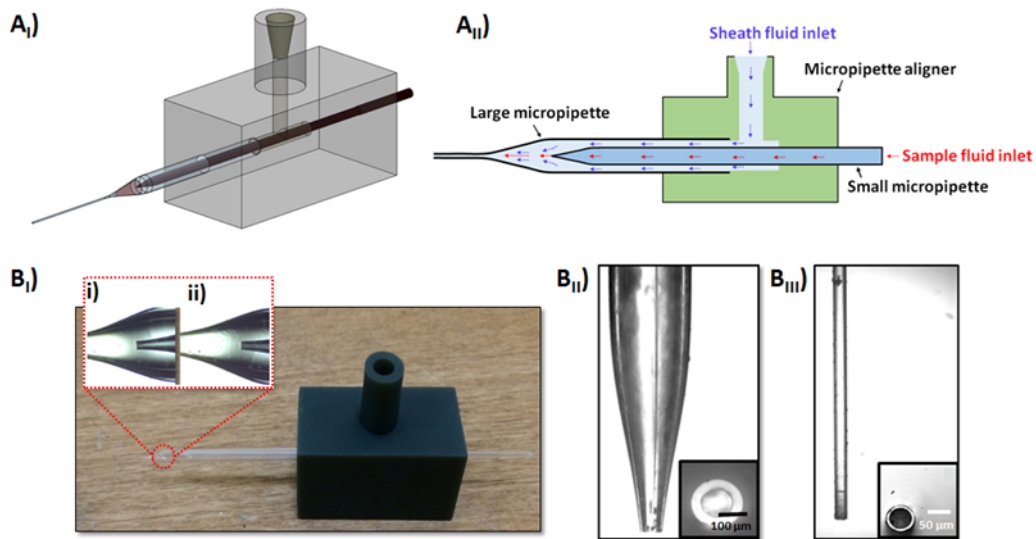 A_I)
A_II)
Sheath fluid inlet
Micropipette aligner
Large micropipette
Sample fluid inlet
Small micropipette
B_I)
i)
ii)
B_II)
B_III)
100 µm
50 µm